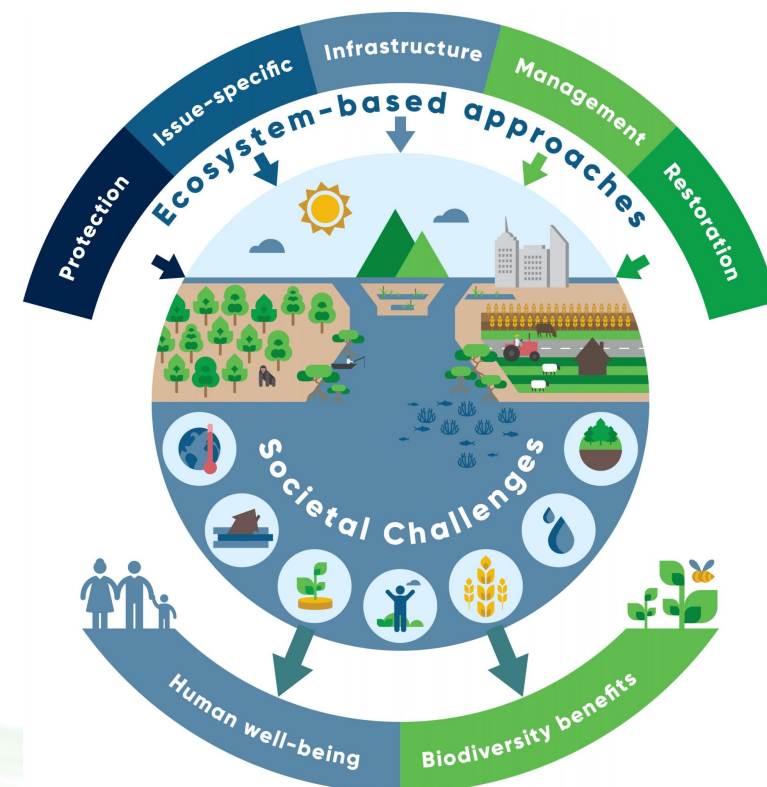 Infrastructure
Issue-specific
Management
Protection
Restoration
Ecosystem-based approaches
Societal Challenges
Human well-being
Biodiversity benefits